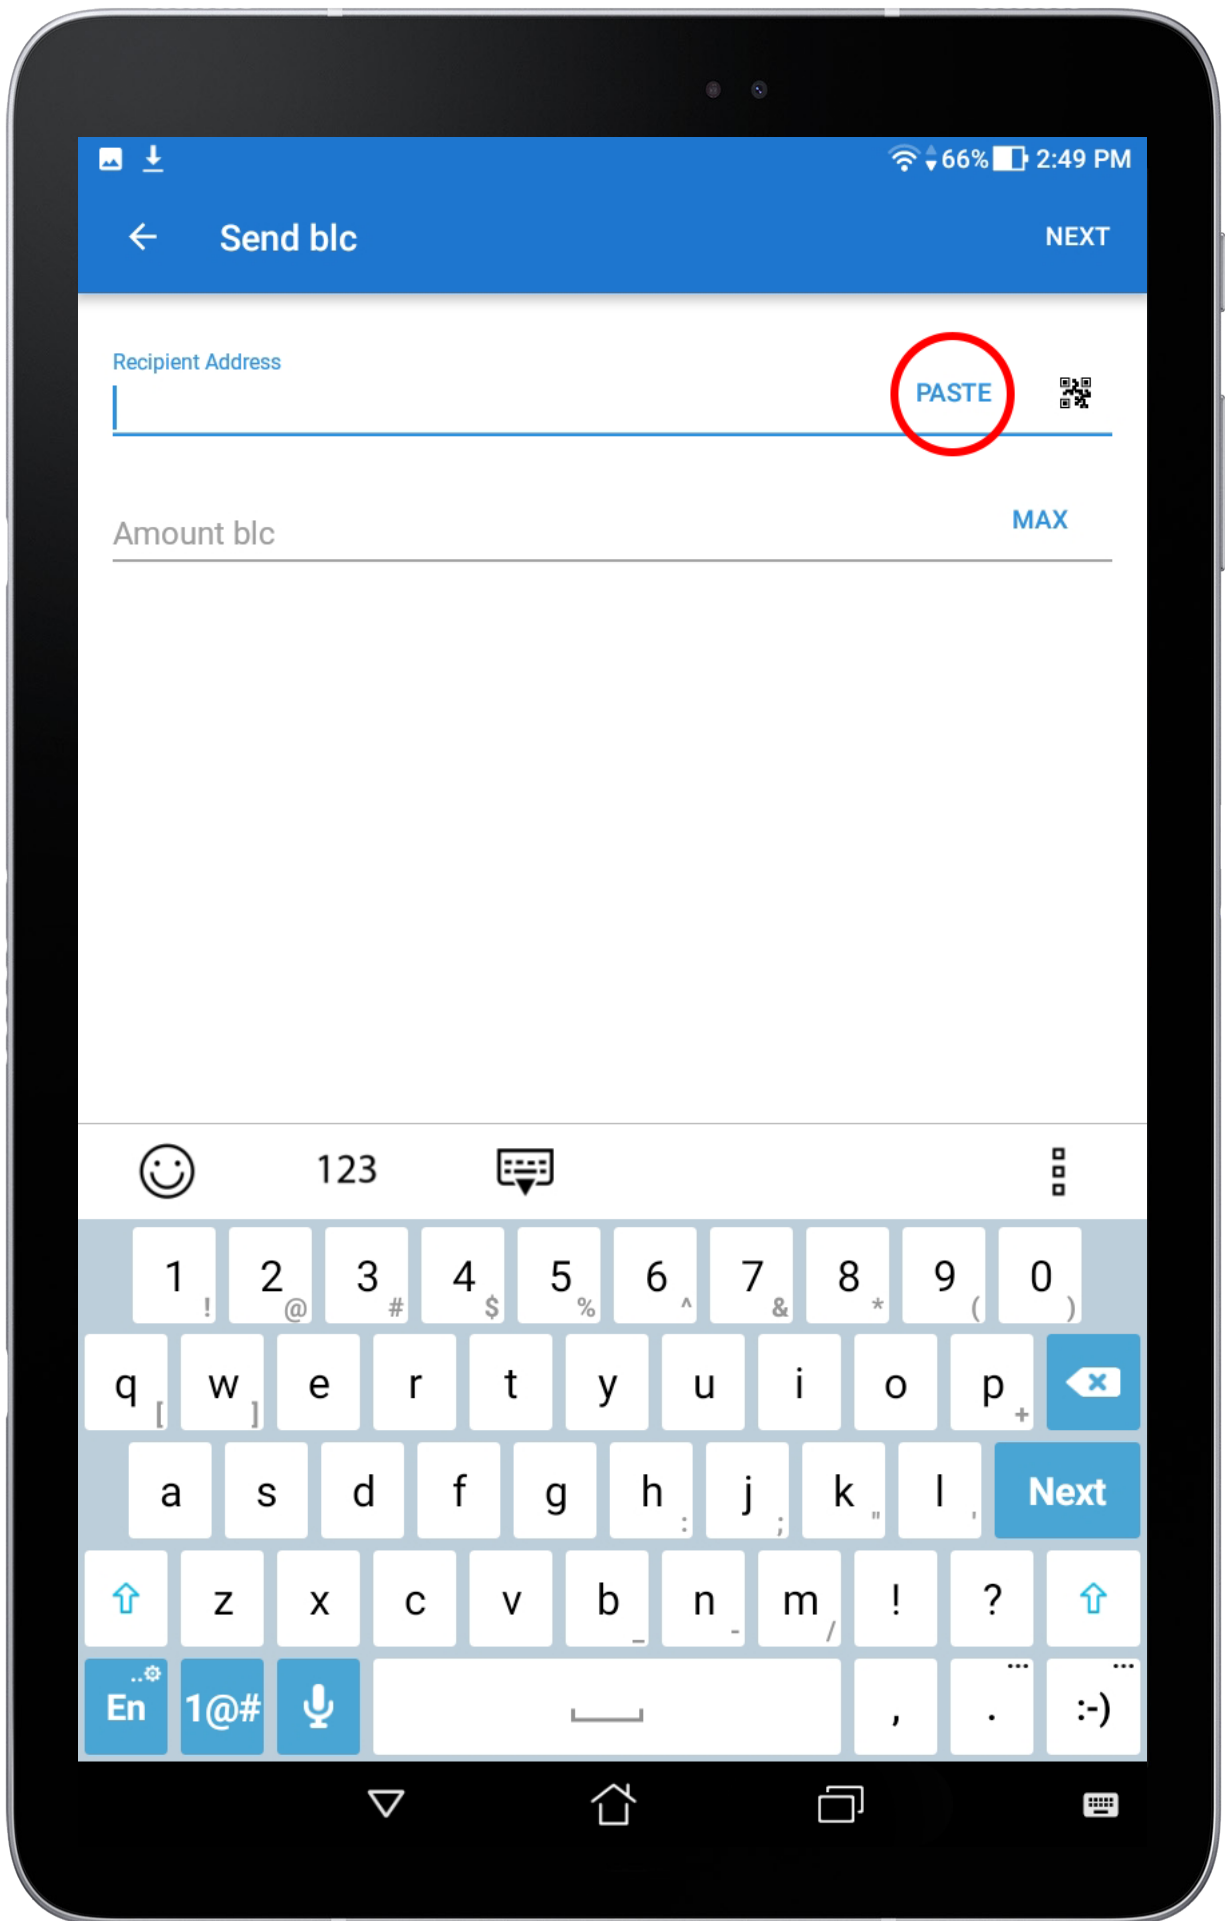 66% 2:49 PM
Send blc NEXT
Recipient Address
PASTE
Amount blc MAX
123
1 ! 2 @ 3 # 4 $ 5 % 6 ^ 7 & 8 * 9 ( 0 )
q [ w ] e r t y u i o p +
a s d f g h : j ; k " l ' Next
z x c v b _ n - m / ! ?
En 1@# , . :-)